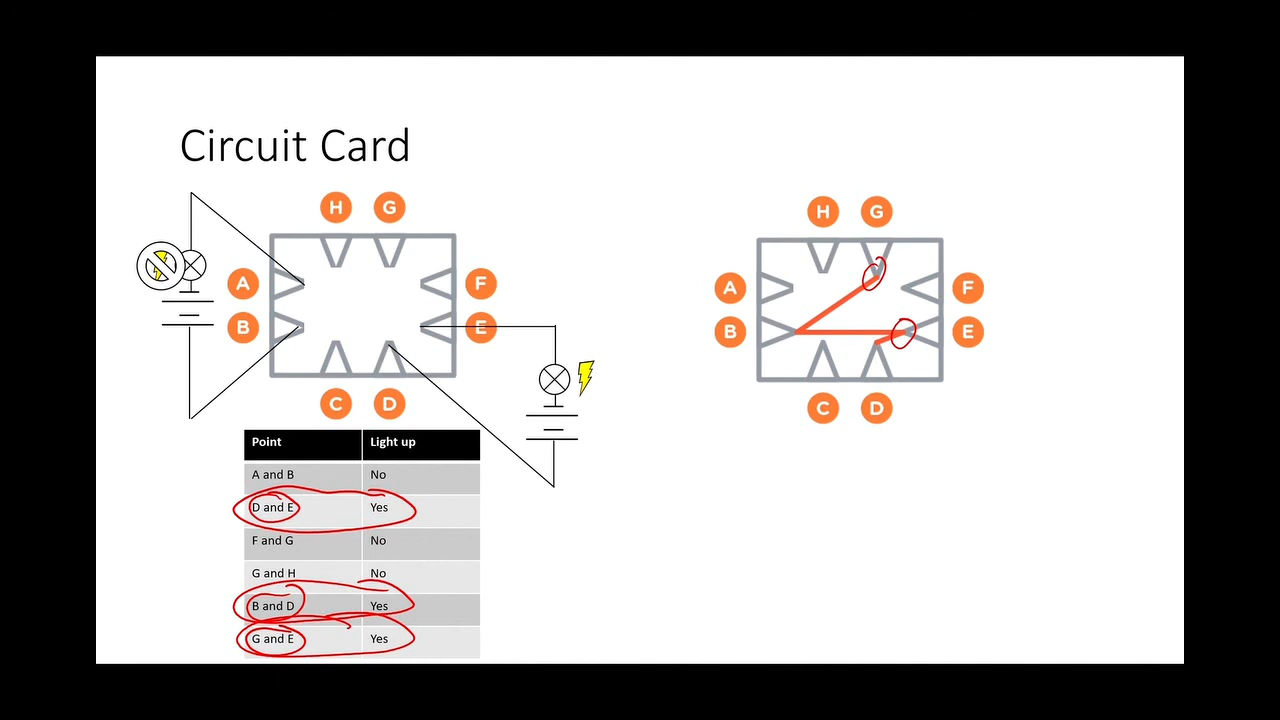 Circuit Card
H G
H G
A F
A F
B E
B E
C D
C D
Point Light up
A and B No
D and E Yes
F and G No
G and H No
B and D Yes
G and E Yes